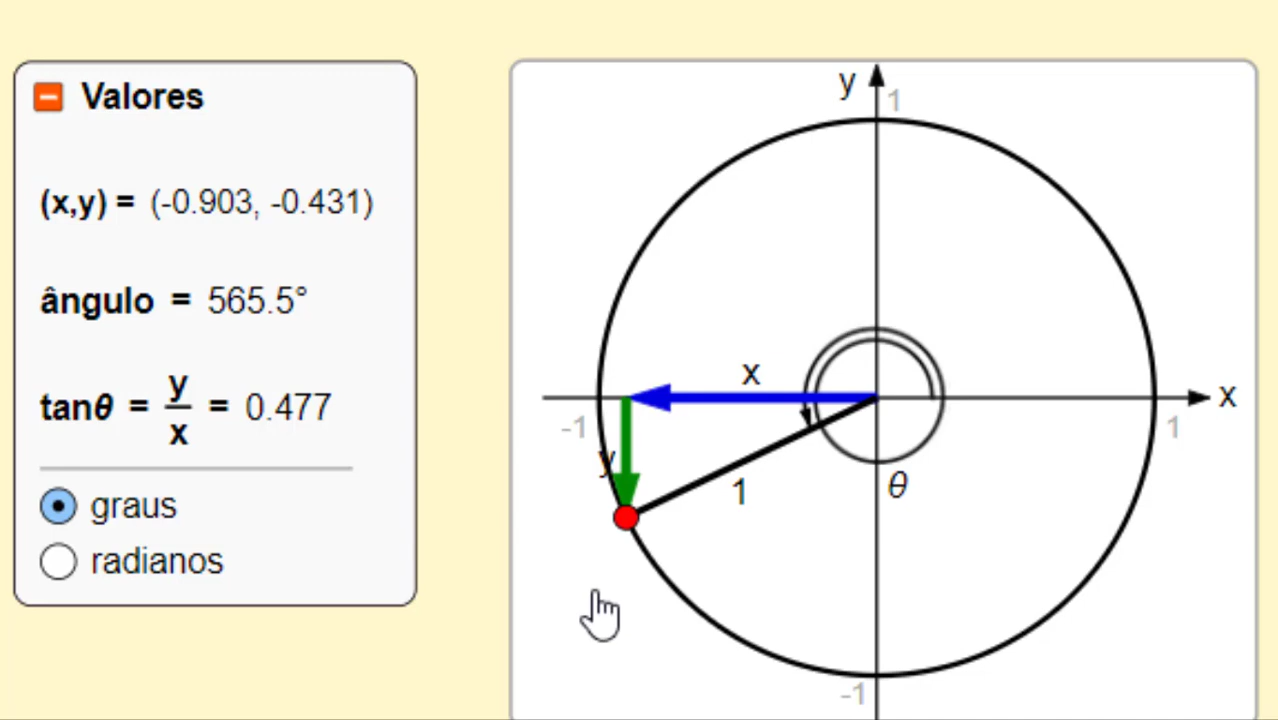 Valores
(x,y) = (-0.903, -0.431)
ângulo = 565.5°
tanθ = y/x = 0.477
graus
radianos
y
1
x
x
-1
1
y
1
θ
-1